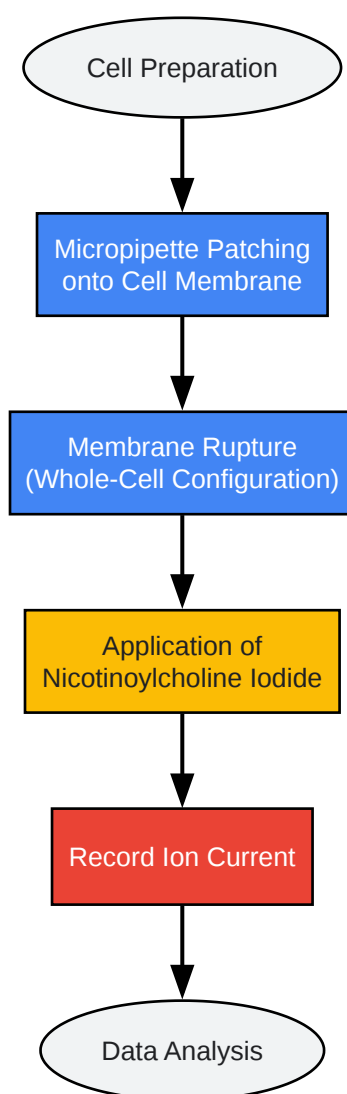 Cell Preparation
Micropipette Patching
onto Cell Membrane
Membrane Rupture
(Whole-Cell Configuration)
Application of
Nicotinoylcholine Iodide
Record Ion Current
Data Analysis